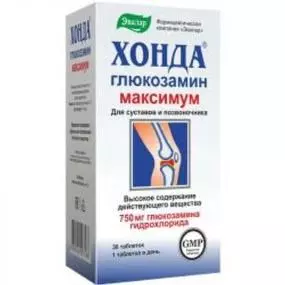 Эвалар
Фармацевтическая
компания «Эвалар»
ХОНДА®
глюкозамин
максимум
Для суставов и позвоночника
Высокое содержание
действующего вещества
750 мг глюкозамина
гидрохлорида
30 таблеток
1 таблетка в день
GMP